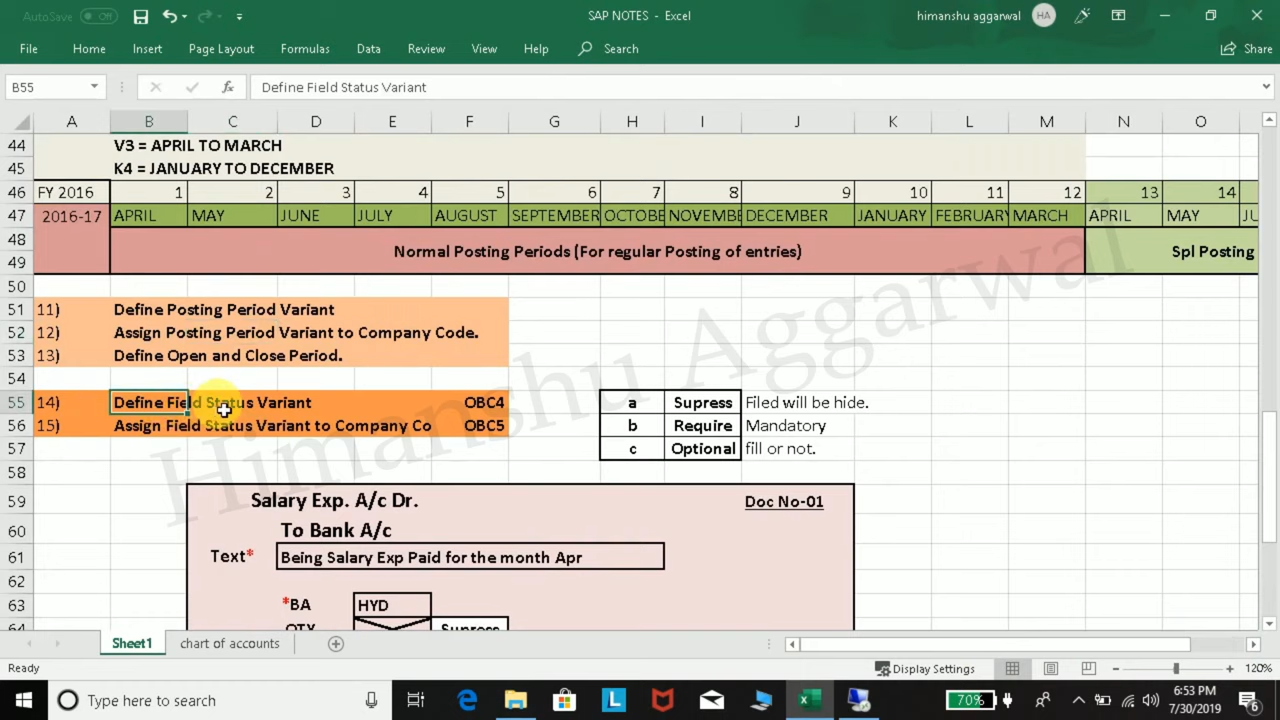 AutoSave Off SAP NOTES - Excel himanshu aggarwal HA
File Home Insert Page Layout Formulas Data Review View Help Search Share
B55 fx Define Field Status Variant
A B C D E F G H I J K L M N O
44 V3 = APRIL TO MARCH
45 K4 = JANUARY TO DECEMBER
46 FY 2016 1 2 3 4 5 6 7 8 9 10 11 12 13 14
47 2016-17 APRIL MAY JUNE JULY AUGUST SEPTEMBER OCTOBE NOVEMBE DECEMBER JANUARY FEBRUARY MARCH APRIL MAY JU
48 Normal Posting Periods (For regular Posting of entries) Spl Posting
49
50
51 11) Define Posting Period Variant
52 12) Assign Posting Period Variant to Company Code.
53 13) Define Open and Close Period.
54
55 14) Define Field Status Variant OBC4 a Supress Filed will be hide.
56 15) Assign Field Status Variant to Company Co OBC5 b Require Mandatory
57 c Optional fill or not.
58
59 Salary Exp. A/c Dr. Doc No-01
60 To Bank A/c
61 Text* Being Salary Exp Paid for the month Apr
62
63 *BA HYD
64 QTY Supress
Himanshu Aggarwal
Sheet1 chart of accounts
Ready Display Settings 120%
Type here to search 70% 6:53 PM
7/30/2019 6